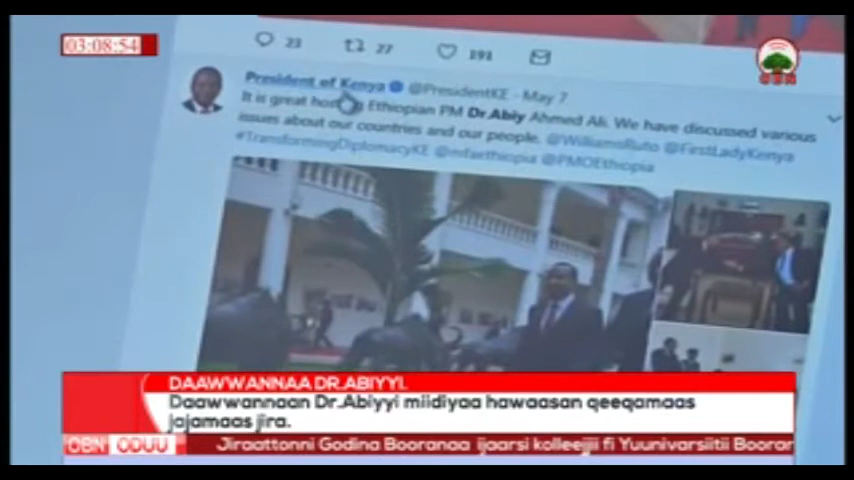 03:08:54
OBN
23 27 191
President of Kenya @PresidentKE - May 7
It is great hosting Ethiopian PM Dr.Abiy Ahmed Ali. We have discussed various
issues about our countries and our people. @WilliamsRuto @FirstLadyKenya
#TransformingDiplomacyKE @mfaethiopia @PMOEthiopia
DAAWWANNAA DR.ABIYYI.
Daawwannaan Dr.Abiyyi miidiyaa hawaasan qeeqamaas
jajamaas jira.
OBN ODUU Jiraattonni Godina Booranaa ijaarsi kolleejjii fi Yuunivarsiitii Booran